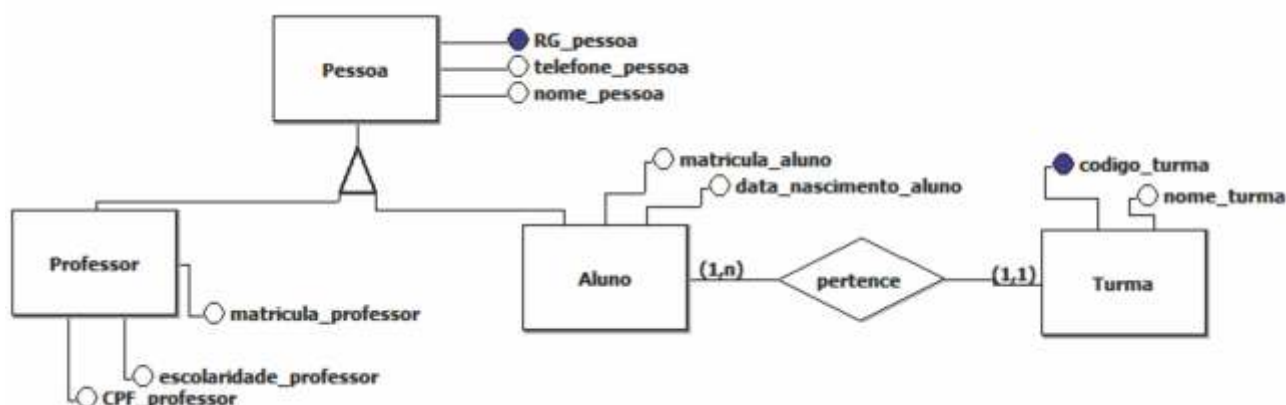 Pessoa
RG_pessoa
telefone_pessoa
nome_pessoa
matricula_aluno
data_nascimento_aluno
codigo_turma
nome_turma
Professor
Aluno
(1,n)
pertence
(1,1)
Turma
matricula_professor
escolaridade_professor
CPF_professor